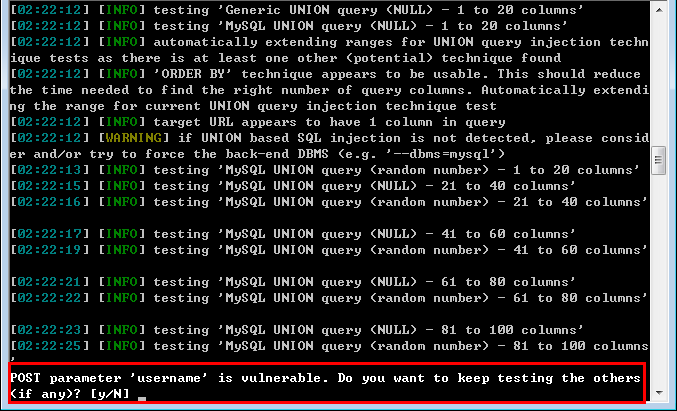 [02:22:12] [INFO] testing 'Generic UNION query (NULL) - 1 to 20 columns'
[02:22:12] [INFO] testing 'MySQL UNION query (NULL) - 1 to 20 columns'
[02:22:12] [INFO] automatically extending ranges for UNION query injection techn
ique tests as there is at least one other (potential) technique found
[02:22:12] [INFO] 'ORDER BY' technique appears to be usable. This should reduce
the time needed to find the right number of query columns. Automatically extendi
ng the range for current UNION query injection technique test
[02:22:12] [INFO] target URL appears to have 1 column in query
[02:22:12] [WARNING] if UNION based SQL injection is not detected, please consid
er and/or try to force the back-end DBMS (e.g. '--dbms=mysql')
[02:22:13] [INFO] testing 'MySQL UNION query (random number) - 1 to 20 columns'
[02:22:15] [INFO] testing 'MySQL UNION query (NULL) - 21 to 40 columns'
[02:22:16] [INFO] testing 'MySQL UNION query (random number) - 21 to 40 columns'
[02:22:17] [INFO] testing 'MySQL UNION query (NULL) - 41 to 60 columns'
[02:22:19] [INFO] testing 'MySQL UNION query (random number) - 41 to 60 columns'
[02:22:21] [INFO] testing 'MySQL UNION query (NULL) - 61 to 80 columns'
[02:22:22] [INFO] testing 'MySQL UNION query (random number) - 61 to 80 columns'
[02:22:23] [INFO] testing 'MySQL UNION query (NULL) - 81 to 100 columns'
[02:22:25] [INFO] testing 'MySQL UNION query (random number) - 81 to 100 columns
'
POST parameter 'username' is vulnerable. Do you want to keep testing the others
(if any)? [y/N] _